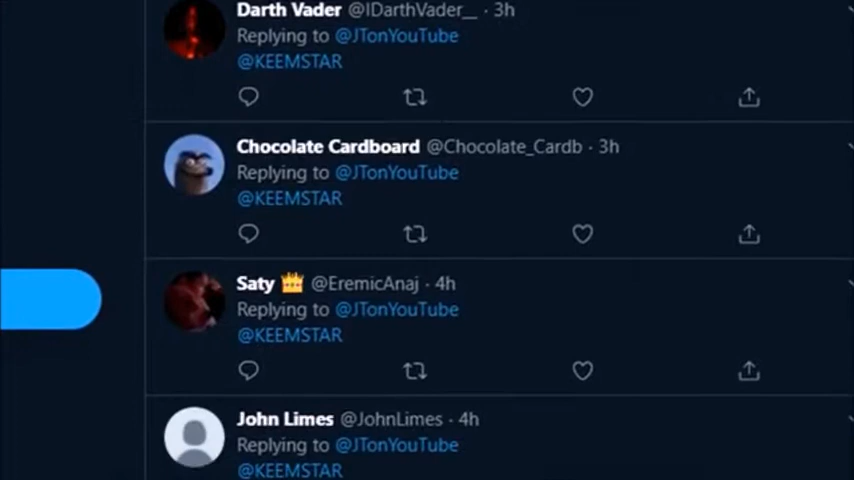 Darth Vader @IDarthVader__ · 3h
Replying to @JTonYouTube
@KEEMSTAR
Chocolate Cardboard @Chocolate_Cardb · 3h
Replying to @JTonYouTube
@KEEMSTAR
Saty 👑 @EremicAnaj · 4h
Replying to @JTonYouTube
@KEEMSTAR
John Limes @JohnLimes · 4h
Replying to @JTonYouTube
@KEEMSTAR